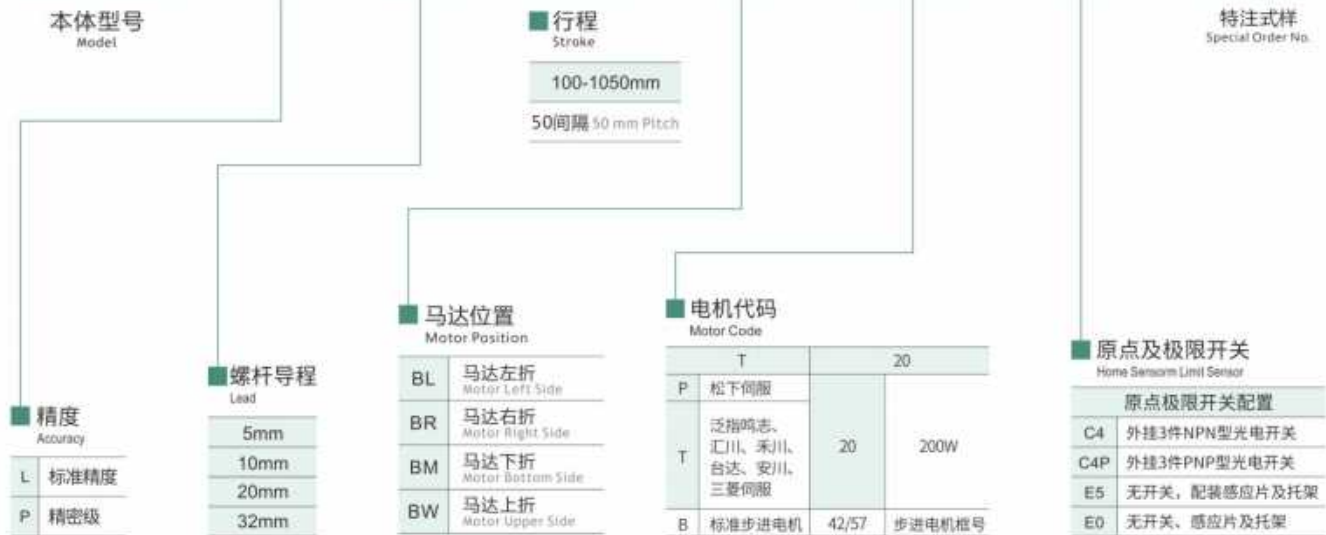 本体型号
Model
行程
Stroke
100-1050mm
50间隔 50 mm Pitch
特注式样
Special Order No.
精度
Accuracy
L 标准精度
P 精密级
螺杆导程
Lead
5mm
10mm
20mm
32mm
马达位置
Motor Position
BL 马达左折
Motor Left Side
BR 马达右折
Motor Right Side
BM 马达下折
Motor Bottom Side
BW 马达上折
Motor Upper Side
电机代码
Motor Code
T 20
P 松下伺服
T 泛指鸣志、
汇川、禾川、
台达、安川、
三菱伺服
20 200W
B 标准步进电机 42/57 步进电机框号
原点及极限开关
Home Sensorm Limit Sensor
原点极限开关配置
C4 外挂3件NPN型光电开关
C4P 外挂3件PNP型光电开关
E5 无开关，配装感应片及托架
E0 无开关、感应片及托架